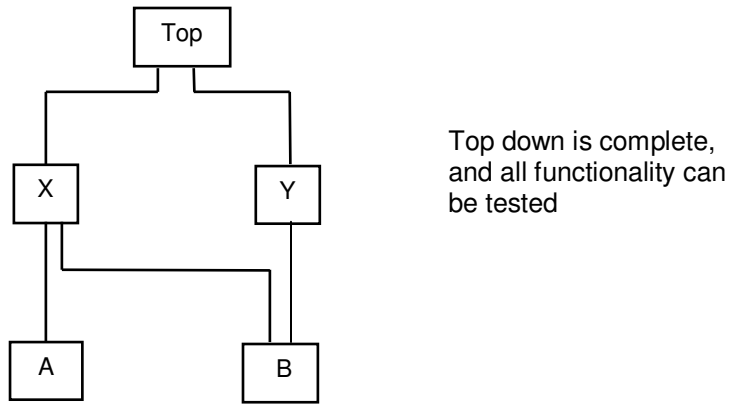 Top
Top down is complete,
and all functionality can
be tested
X
Y
A
B